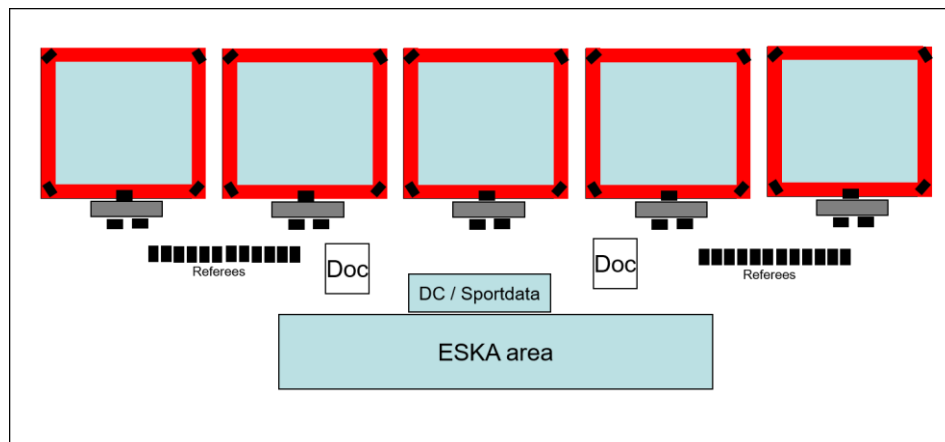 Doc
Doc
Referees
Referees
DC / Sportdata
ESKA area